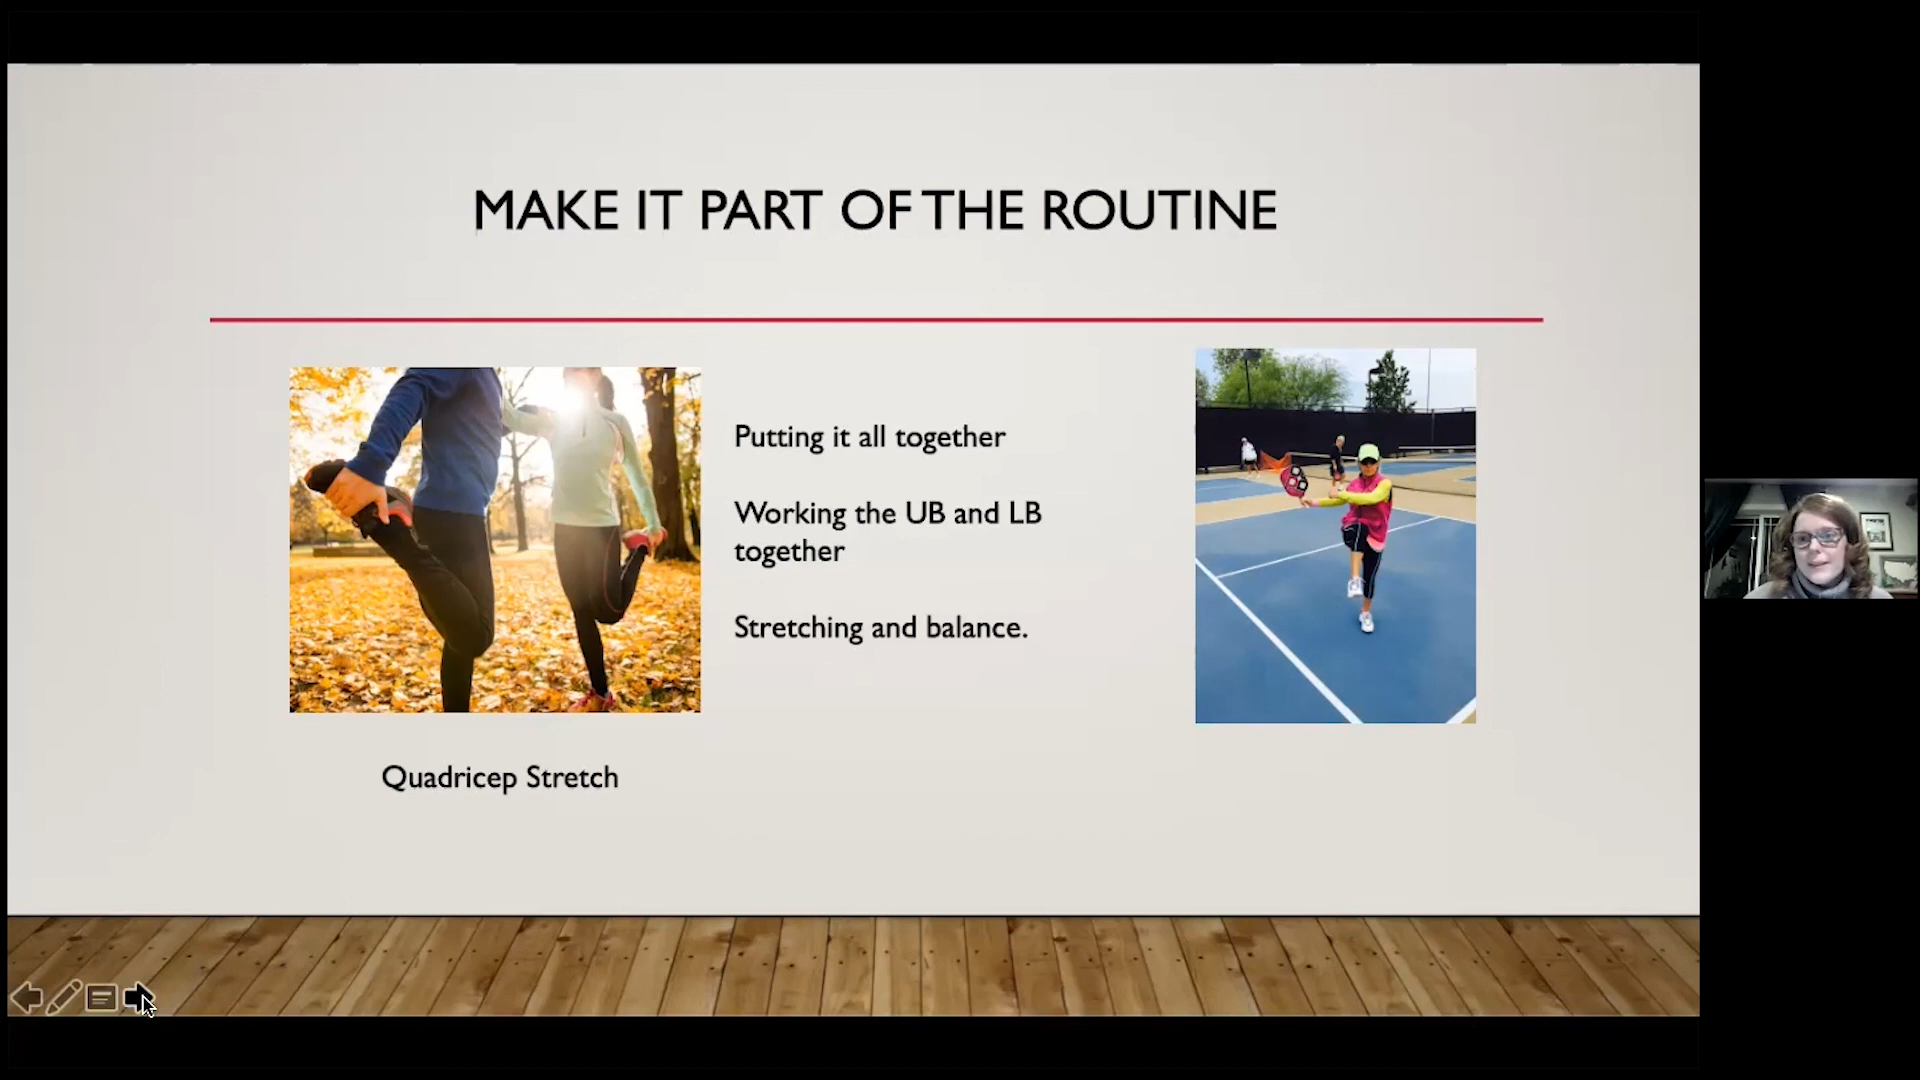 MAKE IT PART OF THE ROUTINE
Putting it all together
Working the UB and LB
together
Stretching and balance.
Quadricep Stretch